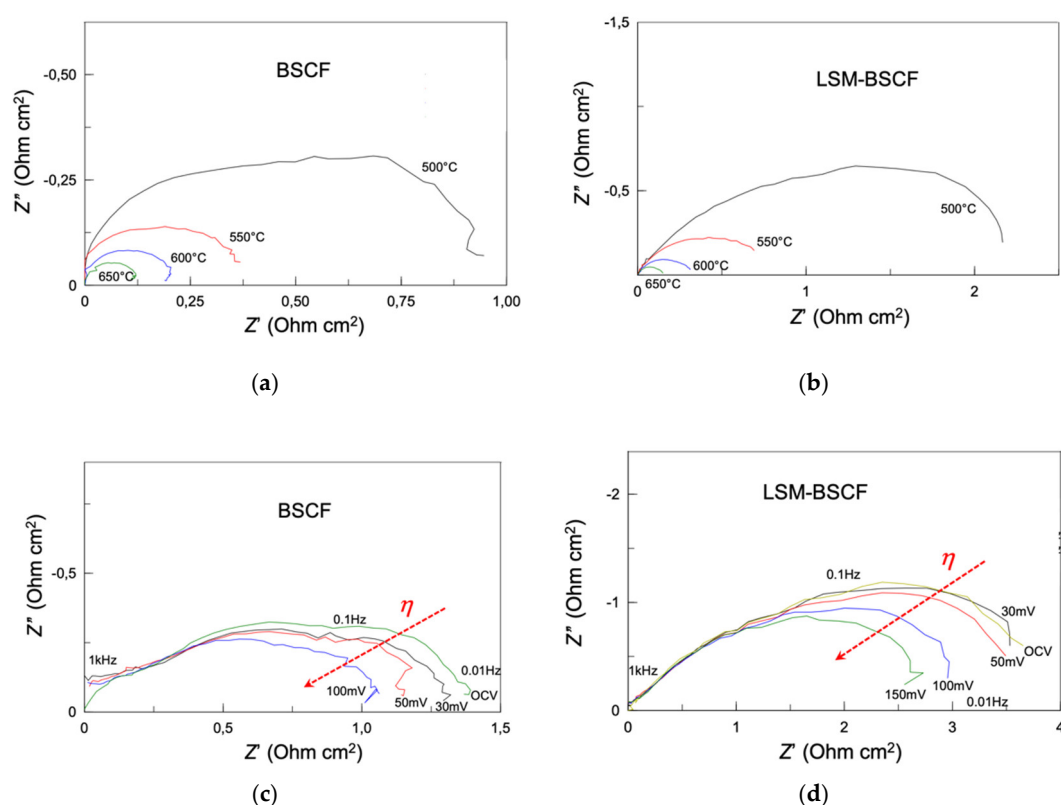 BSCF
-0,50
-0,25
0
Z" (Ohm cm2)
500°C
550°C
600°C
650°C
0 0,25 0,50 0,75 1,00
Z' (Ohm cm2)
(a)
-1,5
LSM-BSCF
-1,0
-0,5
Z" (Ohm cm2)
500°C
550°C
600°C
650°C
0 1 2
Z' (Ohm cm2)
(b)
BSCF
-0,5
0
Z" (Ohm cm2)
η
0.1Hz
1kHz
0.01Hz
100mV
50mV
30mV
OCV
0 0,5 1,0 1,5
Z' (Ohm cm2)
(c)
-2
LSM-BSCF
-1
0
Z" (Ohm cm2)
η
0.1Hz
30mV
OCV
50mV
1kHz
100mV
150mV
0.01Hz
0 1 2 3 4
Z' (Ohm cm2)
(d)